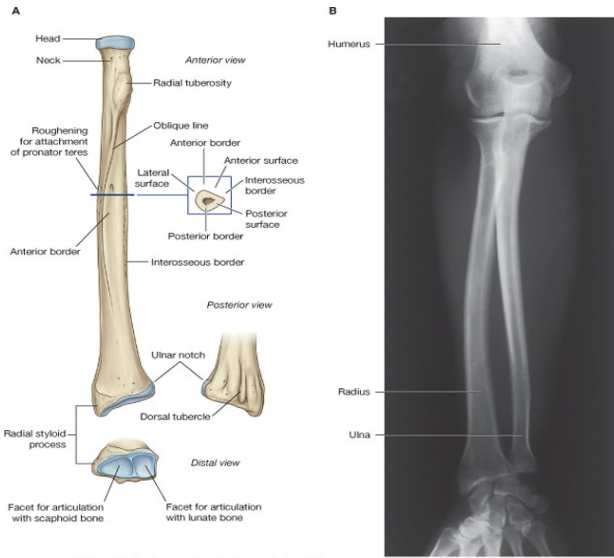 A
B
Head
Neck
Anterior view
Radial tuberosity
Roughening
for attachment
of pronator teres
Oblique line
Anterior border
Anterior surface
Lateral
surface
Interosseous
border
Posterior
surface
Posterior border
Anterior border
Interosseous border
Posterior view
Ulnar notch
Dorsal tubercle
Radial styloid
process
Distal view
Facet for articulation
with scaphoid bone
Facet for articulation
with lunate bone
Humerus
Radius
Ulna